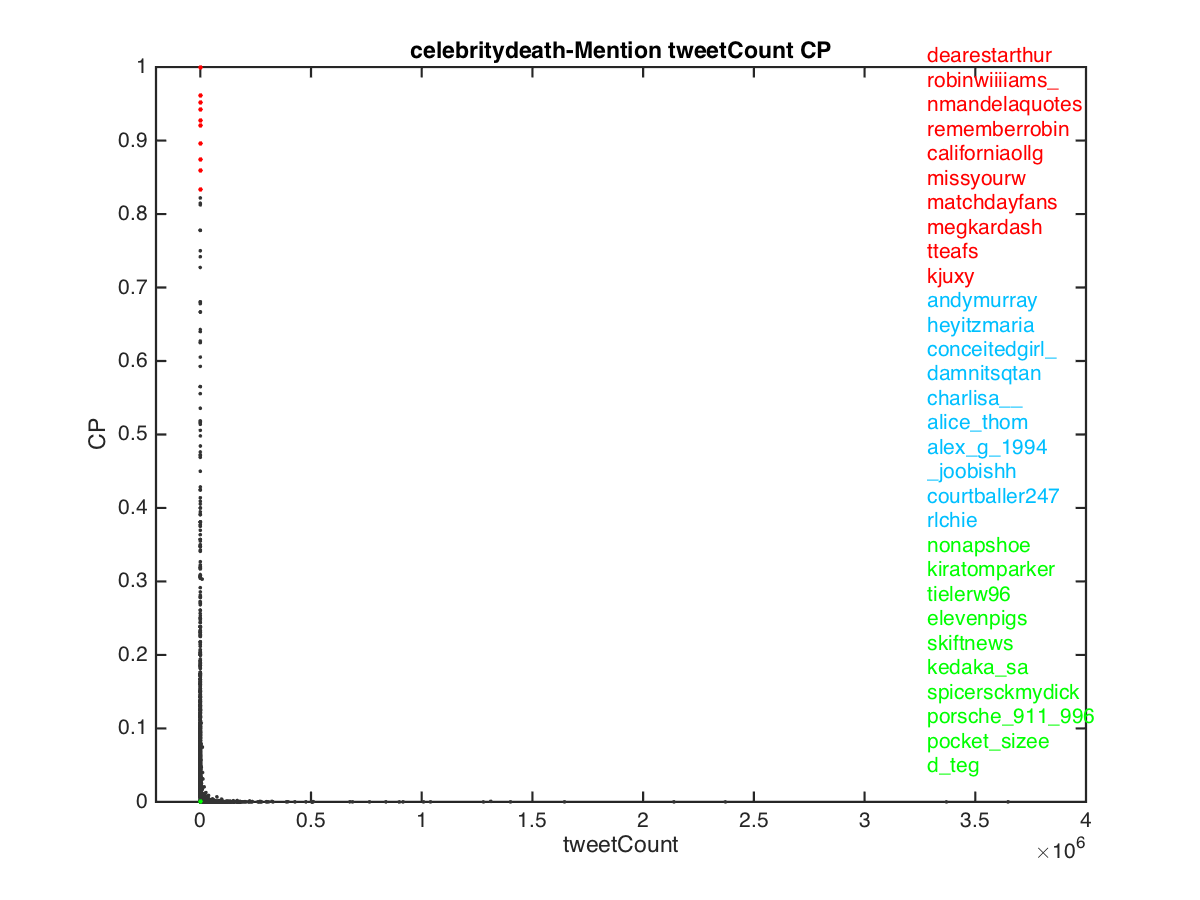 celebritydeath-Mention tweetCount CP
dearestarthur
robinwiiiiams_
nmandelaquotes
rememberrobin
californiaollg
missyourw
matchdayfans
megkardash
tteafs
kjuxy
andymurray
heyitzmaria
conceitedgirl_
damnitsqtan
charlisa__
alice_thom
alex_g_1994
_joobishh
courtballer247
rlchie
nonapshoe
kiratomparker
tielerw96
elevenpigs
skiftnews
kedaka_sa
spicersckmydick
porsche_911_996
pocket_sizee
d_teg
1
0.9
0.8
0.7
0.6
0.5
0.4
0.3
0.2
0.1
0
CP
0 0.5 1 1.5 2 2.5 3 3.5 4
×10^6
tweetCount